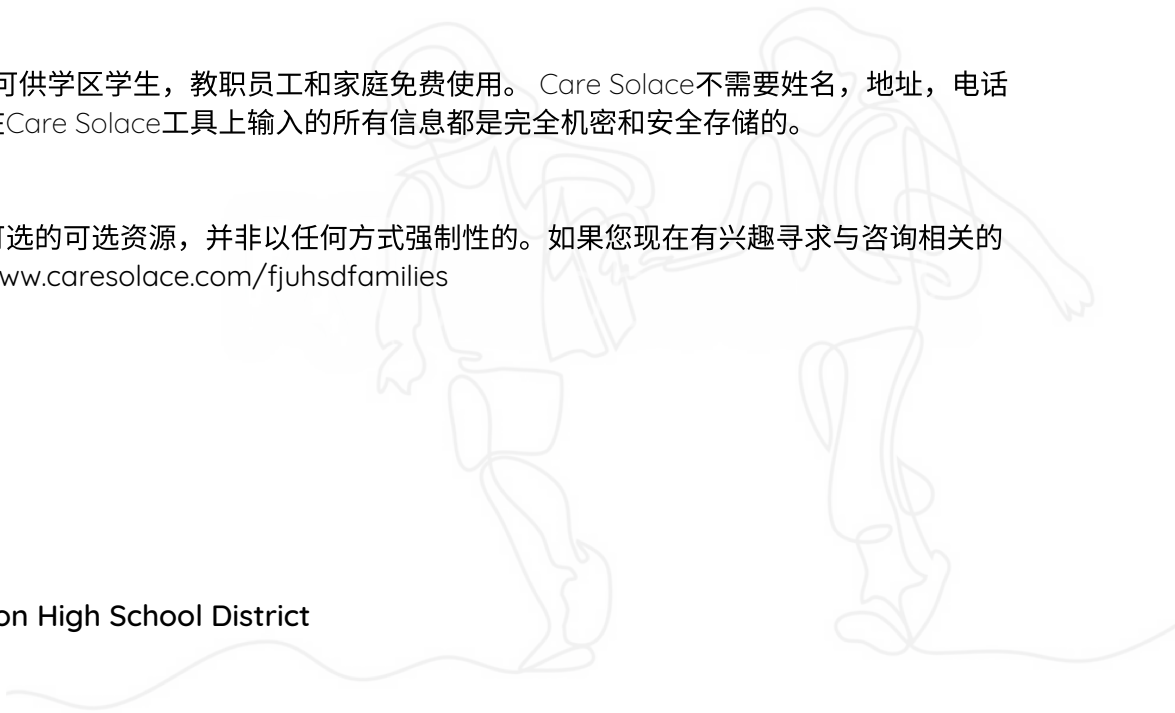 可供学区学生，教职员工和家庭免费使用。 Care Solace不需要姓名，地址，电话
Care Solace工具上输入的所有信息都是完全机密和安全存储的。
选的可选资源，并非以任何方式强制性的。如果您现在有兴趣寻求与咨询相关的
ww.caresolace.com/fjuhsdfamilies
on High School District